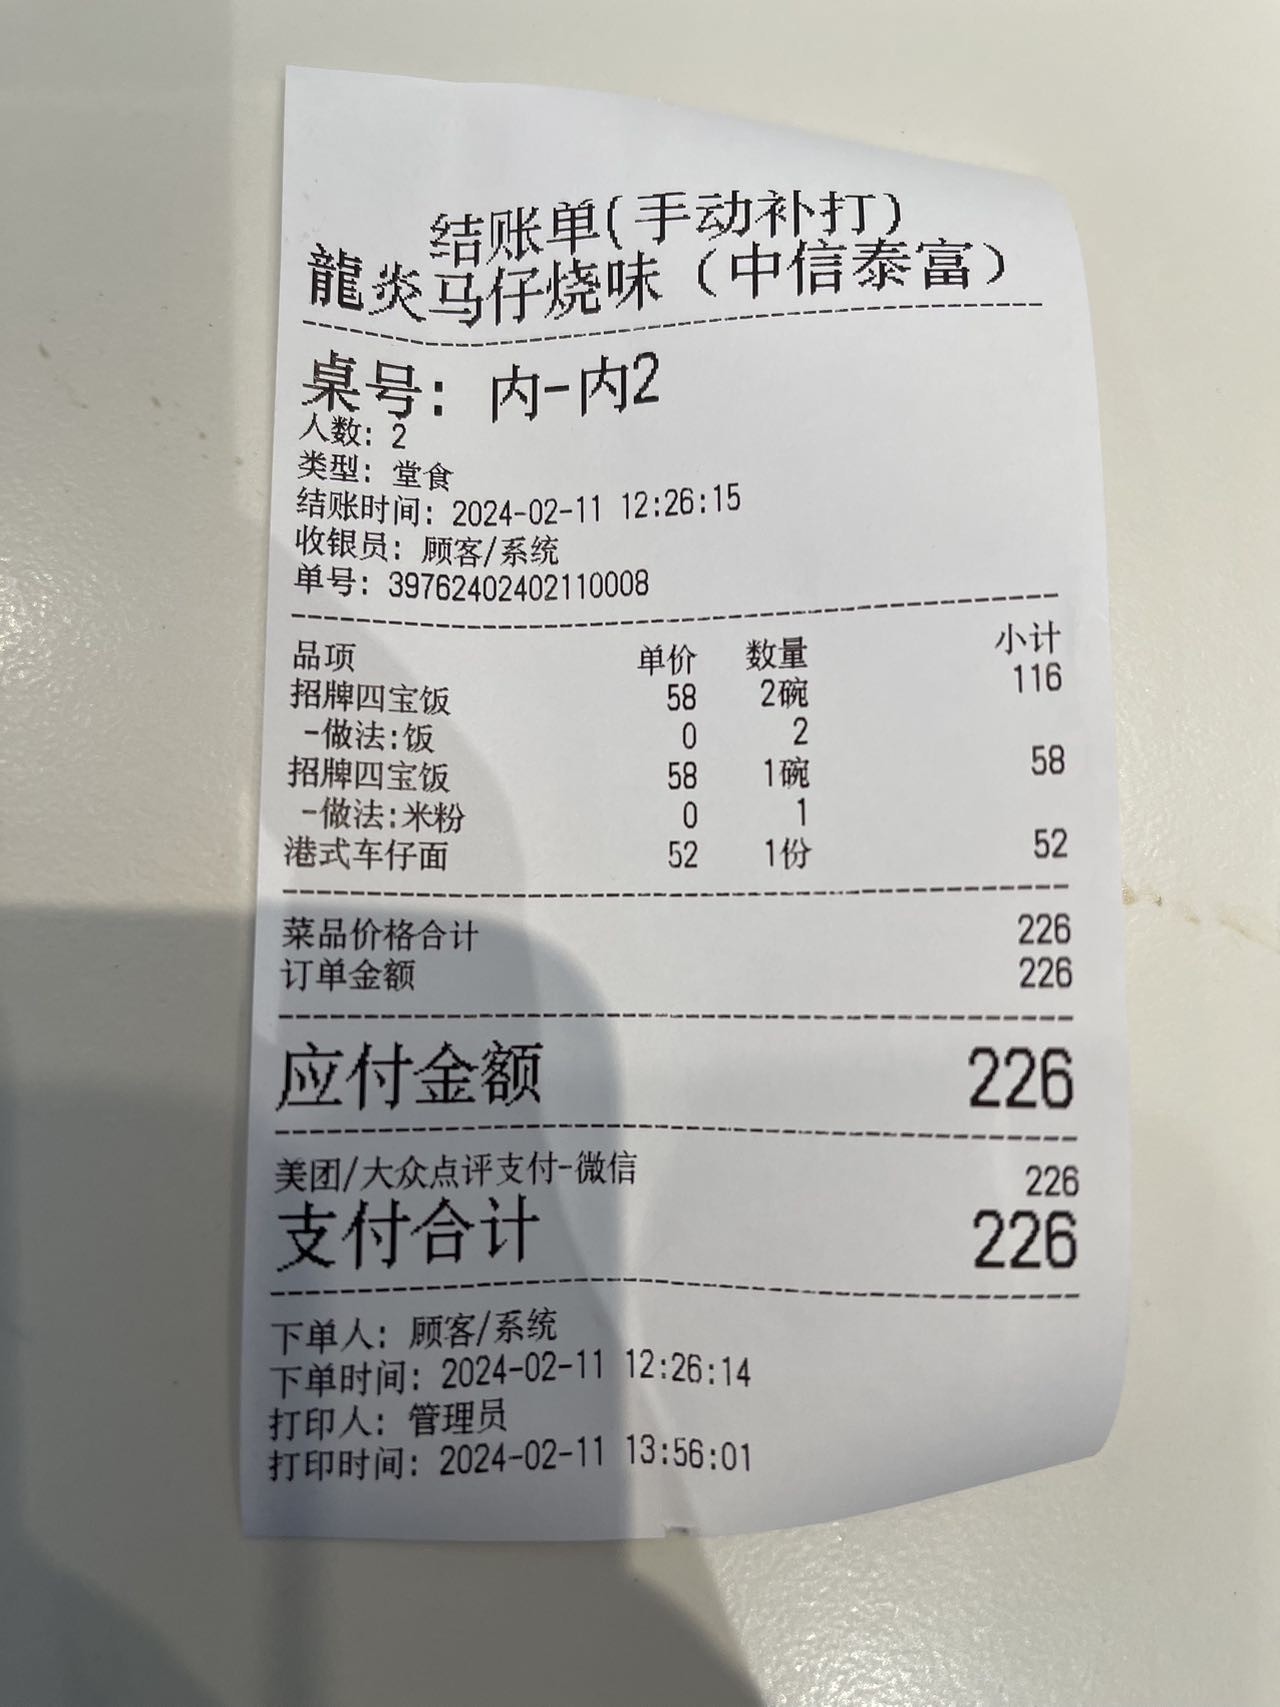 结账单(手动补打)
龍炎马仔烧味（中信泰富）
桌号: 内-内2
人数: 2
类型: 堂食
结账时间: 2024-02-11 12:26:15
收银员: 顾客/系统
单号: 39762402402110008
品项 单价 数量 小计
招牌四宝饭 58 2碗 116
-做法:饭 0 2
招牌四宝饭 58 1碗 58
-做法:米粉 0 1
港式车仔面 52 1份 52
菜品价格合计 226
订单金额 226
应付金额 226
美团/大众点评支付-微信 226
支付合计 226
下单人: 顾客/系统
下单时间: 2024-02-11 12:26:14
打印人: 管理员
打印时间: 2024-02-11 13:56:01